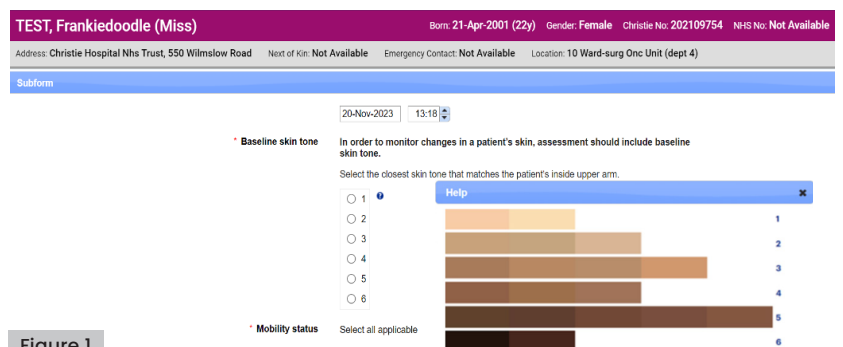 TEST, Frankiedoodle (Miss) Born: 21-Apr-2001 (22y) Gender: Female Christie No: 202109754 NHS No: Not Available
Address: Christie Hospital Nhs Trust, 550 Wilmslow Road Next of Kin: Not Available Emergency Contact: Not Available Location: 10 Ward-surg Onc Unit (dept 4)
Subform
20-Nov-2023 13:18
* Baseline skin tone In order to monitor changes in a patient's skin, assessment should include baseline
skin tone.
Select the closest skin tone that matches the patient's inside upper arm.
1 ? Help x
2
3
4
5
6
1
2
3
4
5
6
* Mobility status Select all applicable
Figure 1